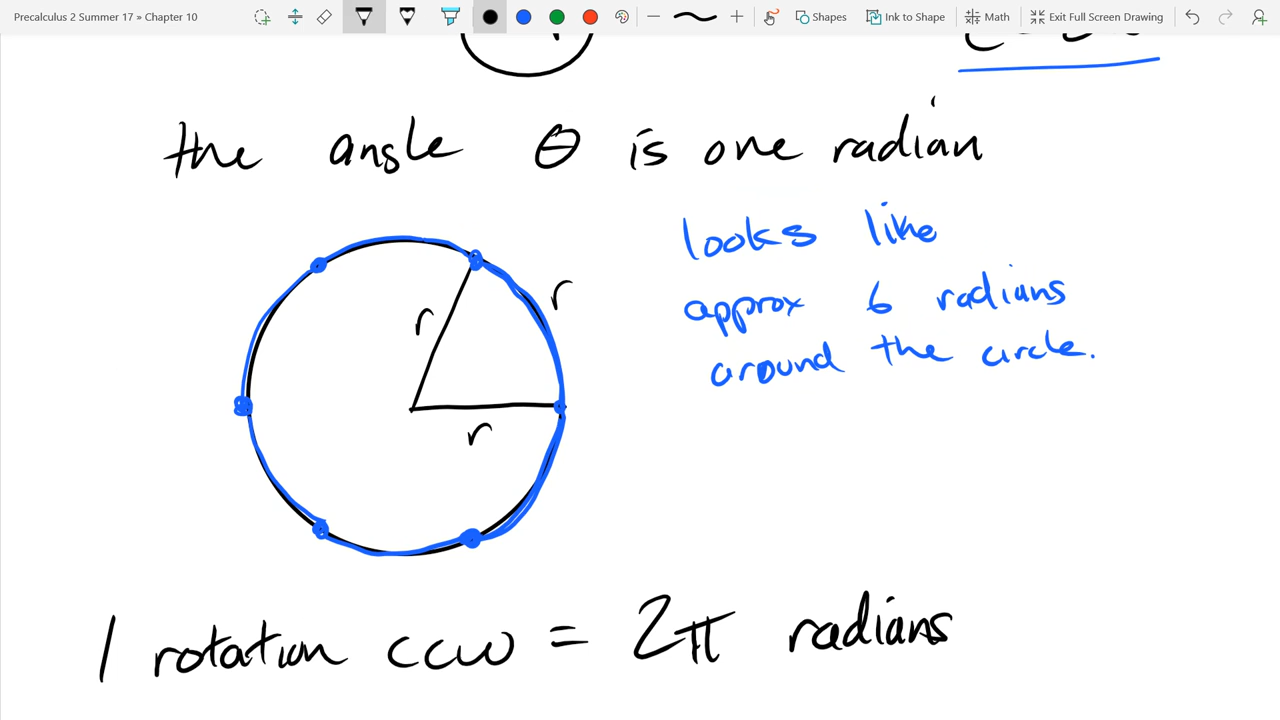 Precalculus 2 Summer 17 » Chapter 10
Shapes
Ink to Shape
Math
Exit Full Screen Drawing
the angle θ is one radian
looks like
approx 6 radians
around the circle.
r
r
r
1 rotation ccw = 2π radians